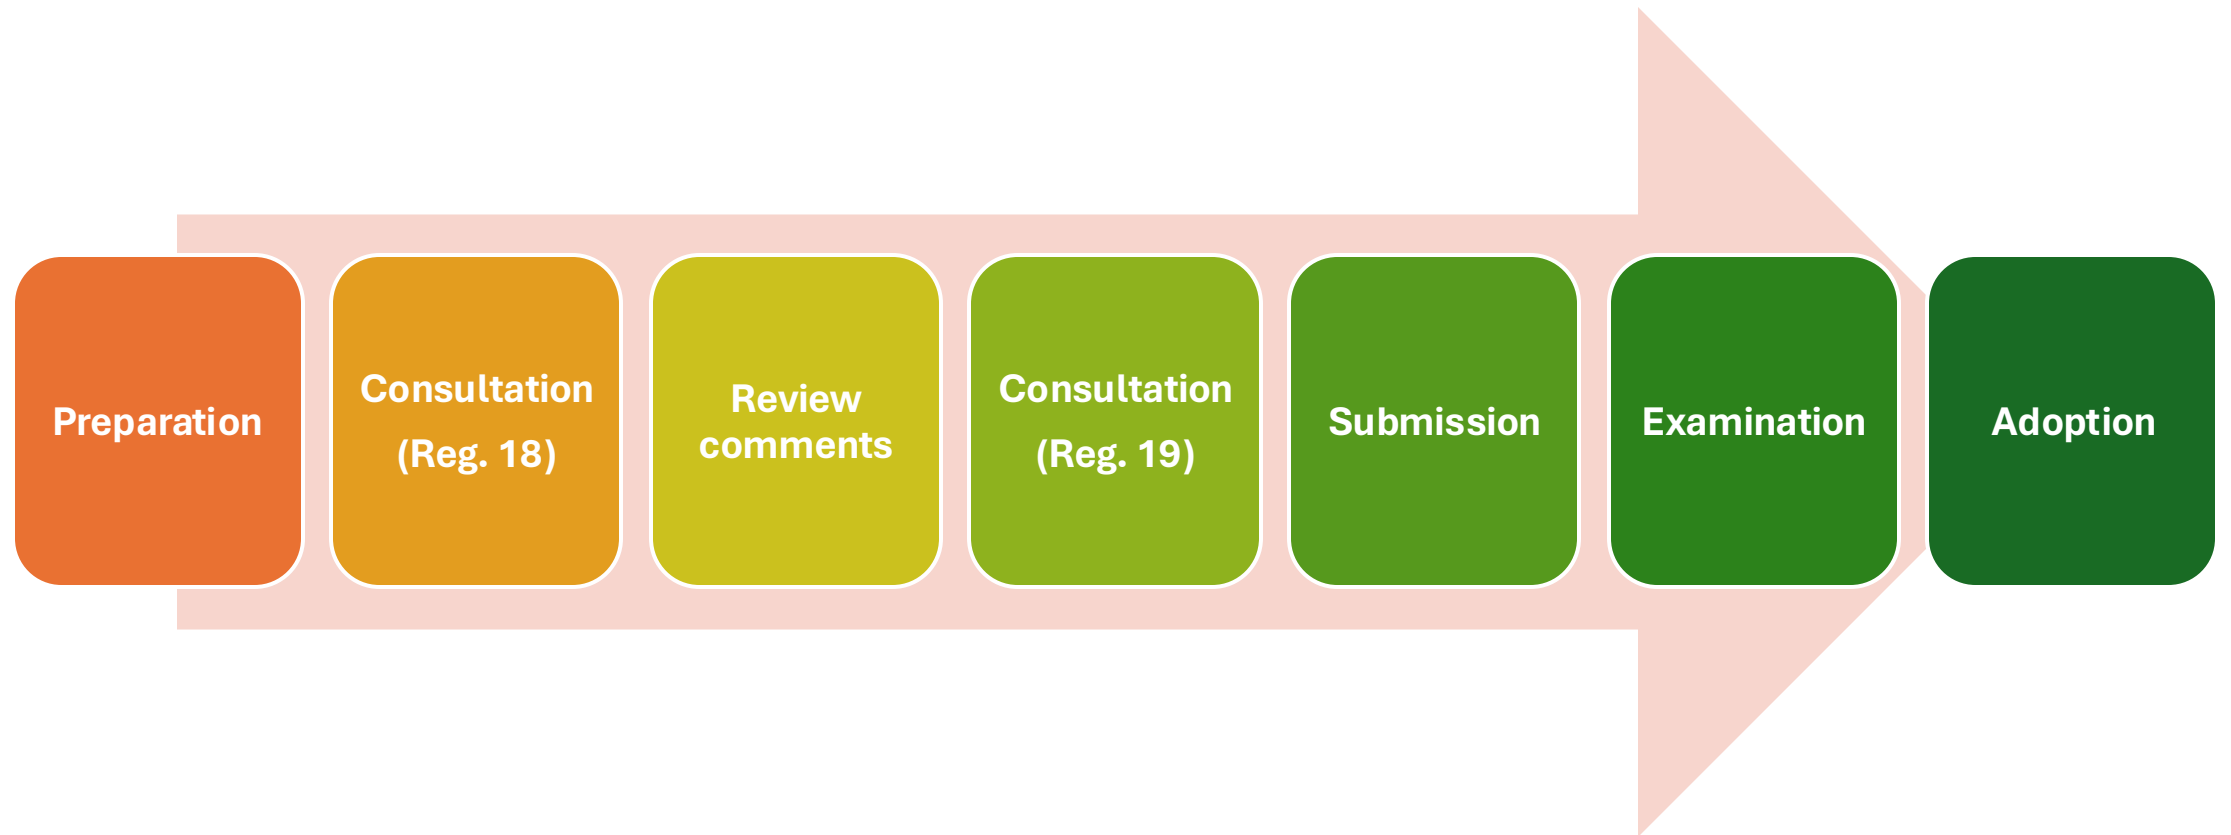 Preparation
Consultation
(Reg. 18)
Review
comments
Consultation
(Reg. 19)
Submission
Examination
Adoption